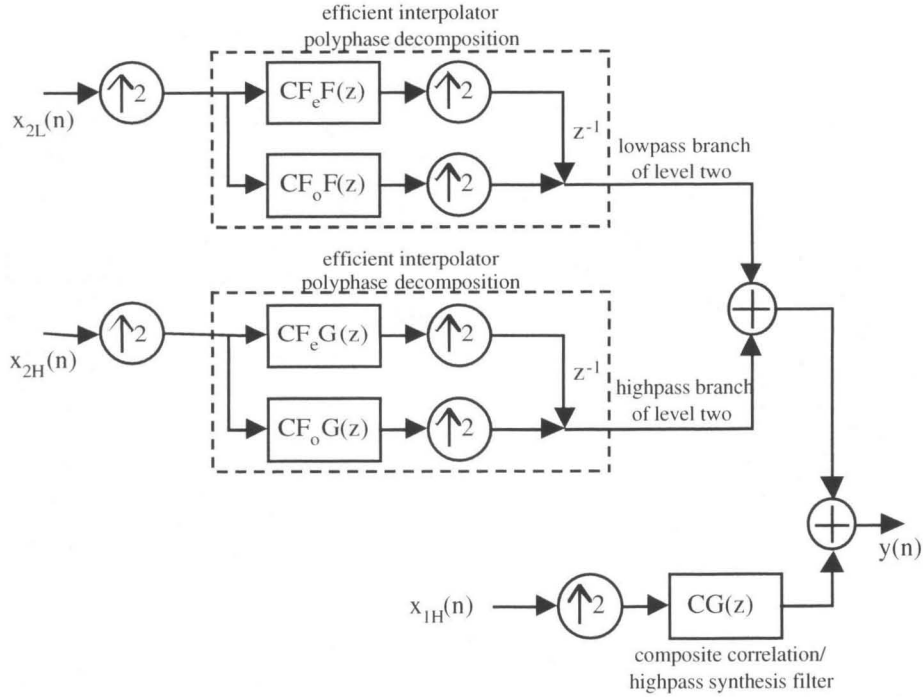 efficient interpolator
polyphase decomposition
x₂L(n)
↑2
CFₑF(z)
↑2
z⁻¹
CFₒF(z)
↑2
lowpass branch
of level two
efficient interpolator
polyphase decomposition
x₂H(n)
↑2
CFₑG(z)
↑2
z⁻¹
CFₒG(z)
↑2
highpass branch
of level two
+
+
y(n)
x₁H(n)
↑2
CG(z)
composite correlation/
highpass synthesis filter